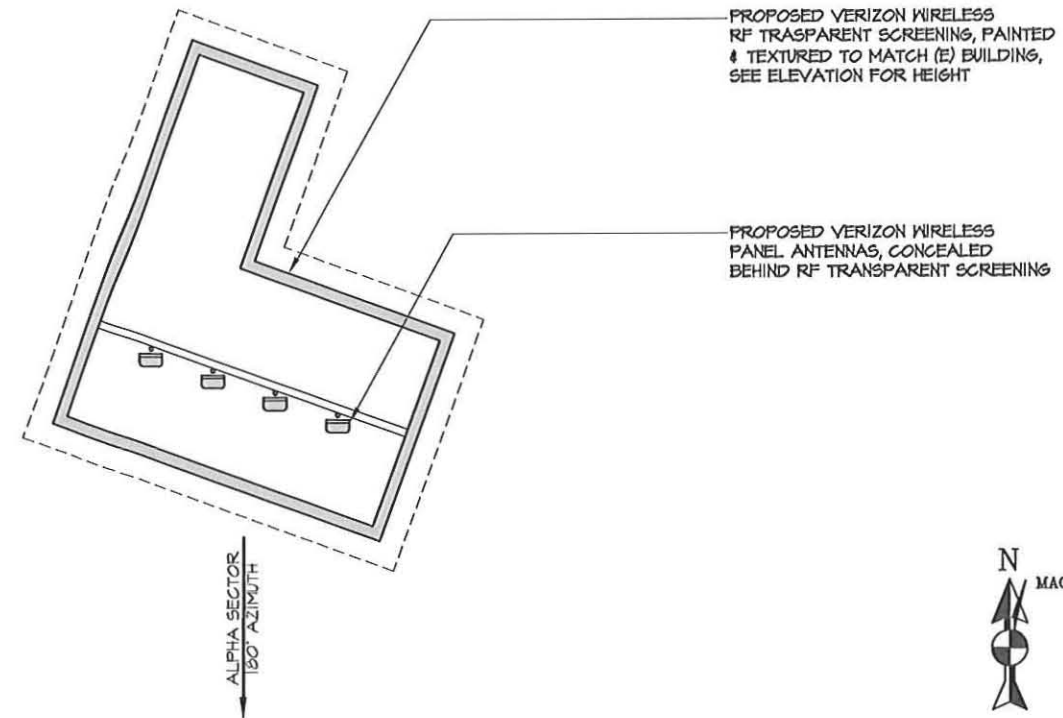 PROPOSED VERIZON WIRELESS
RF TRASPARENT SCREENING, PAINTED
& TEXTURED TO MATCH (E) BUILDING,
SEE ELEVATION FOR HEIGHT
PROPOSED VERIZON WIRELESS
PANEL ANTENNAS, CONCEALED
BEHIND RF TRANSPARENT SCREENING
ALPHA SECTOR
180° AZIMUTH
N
MAG